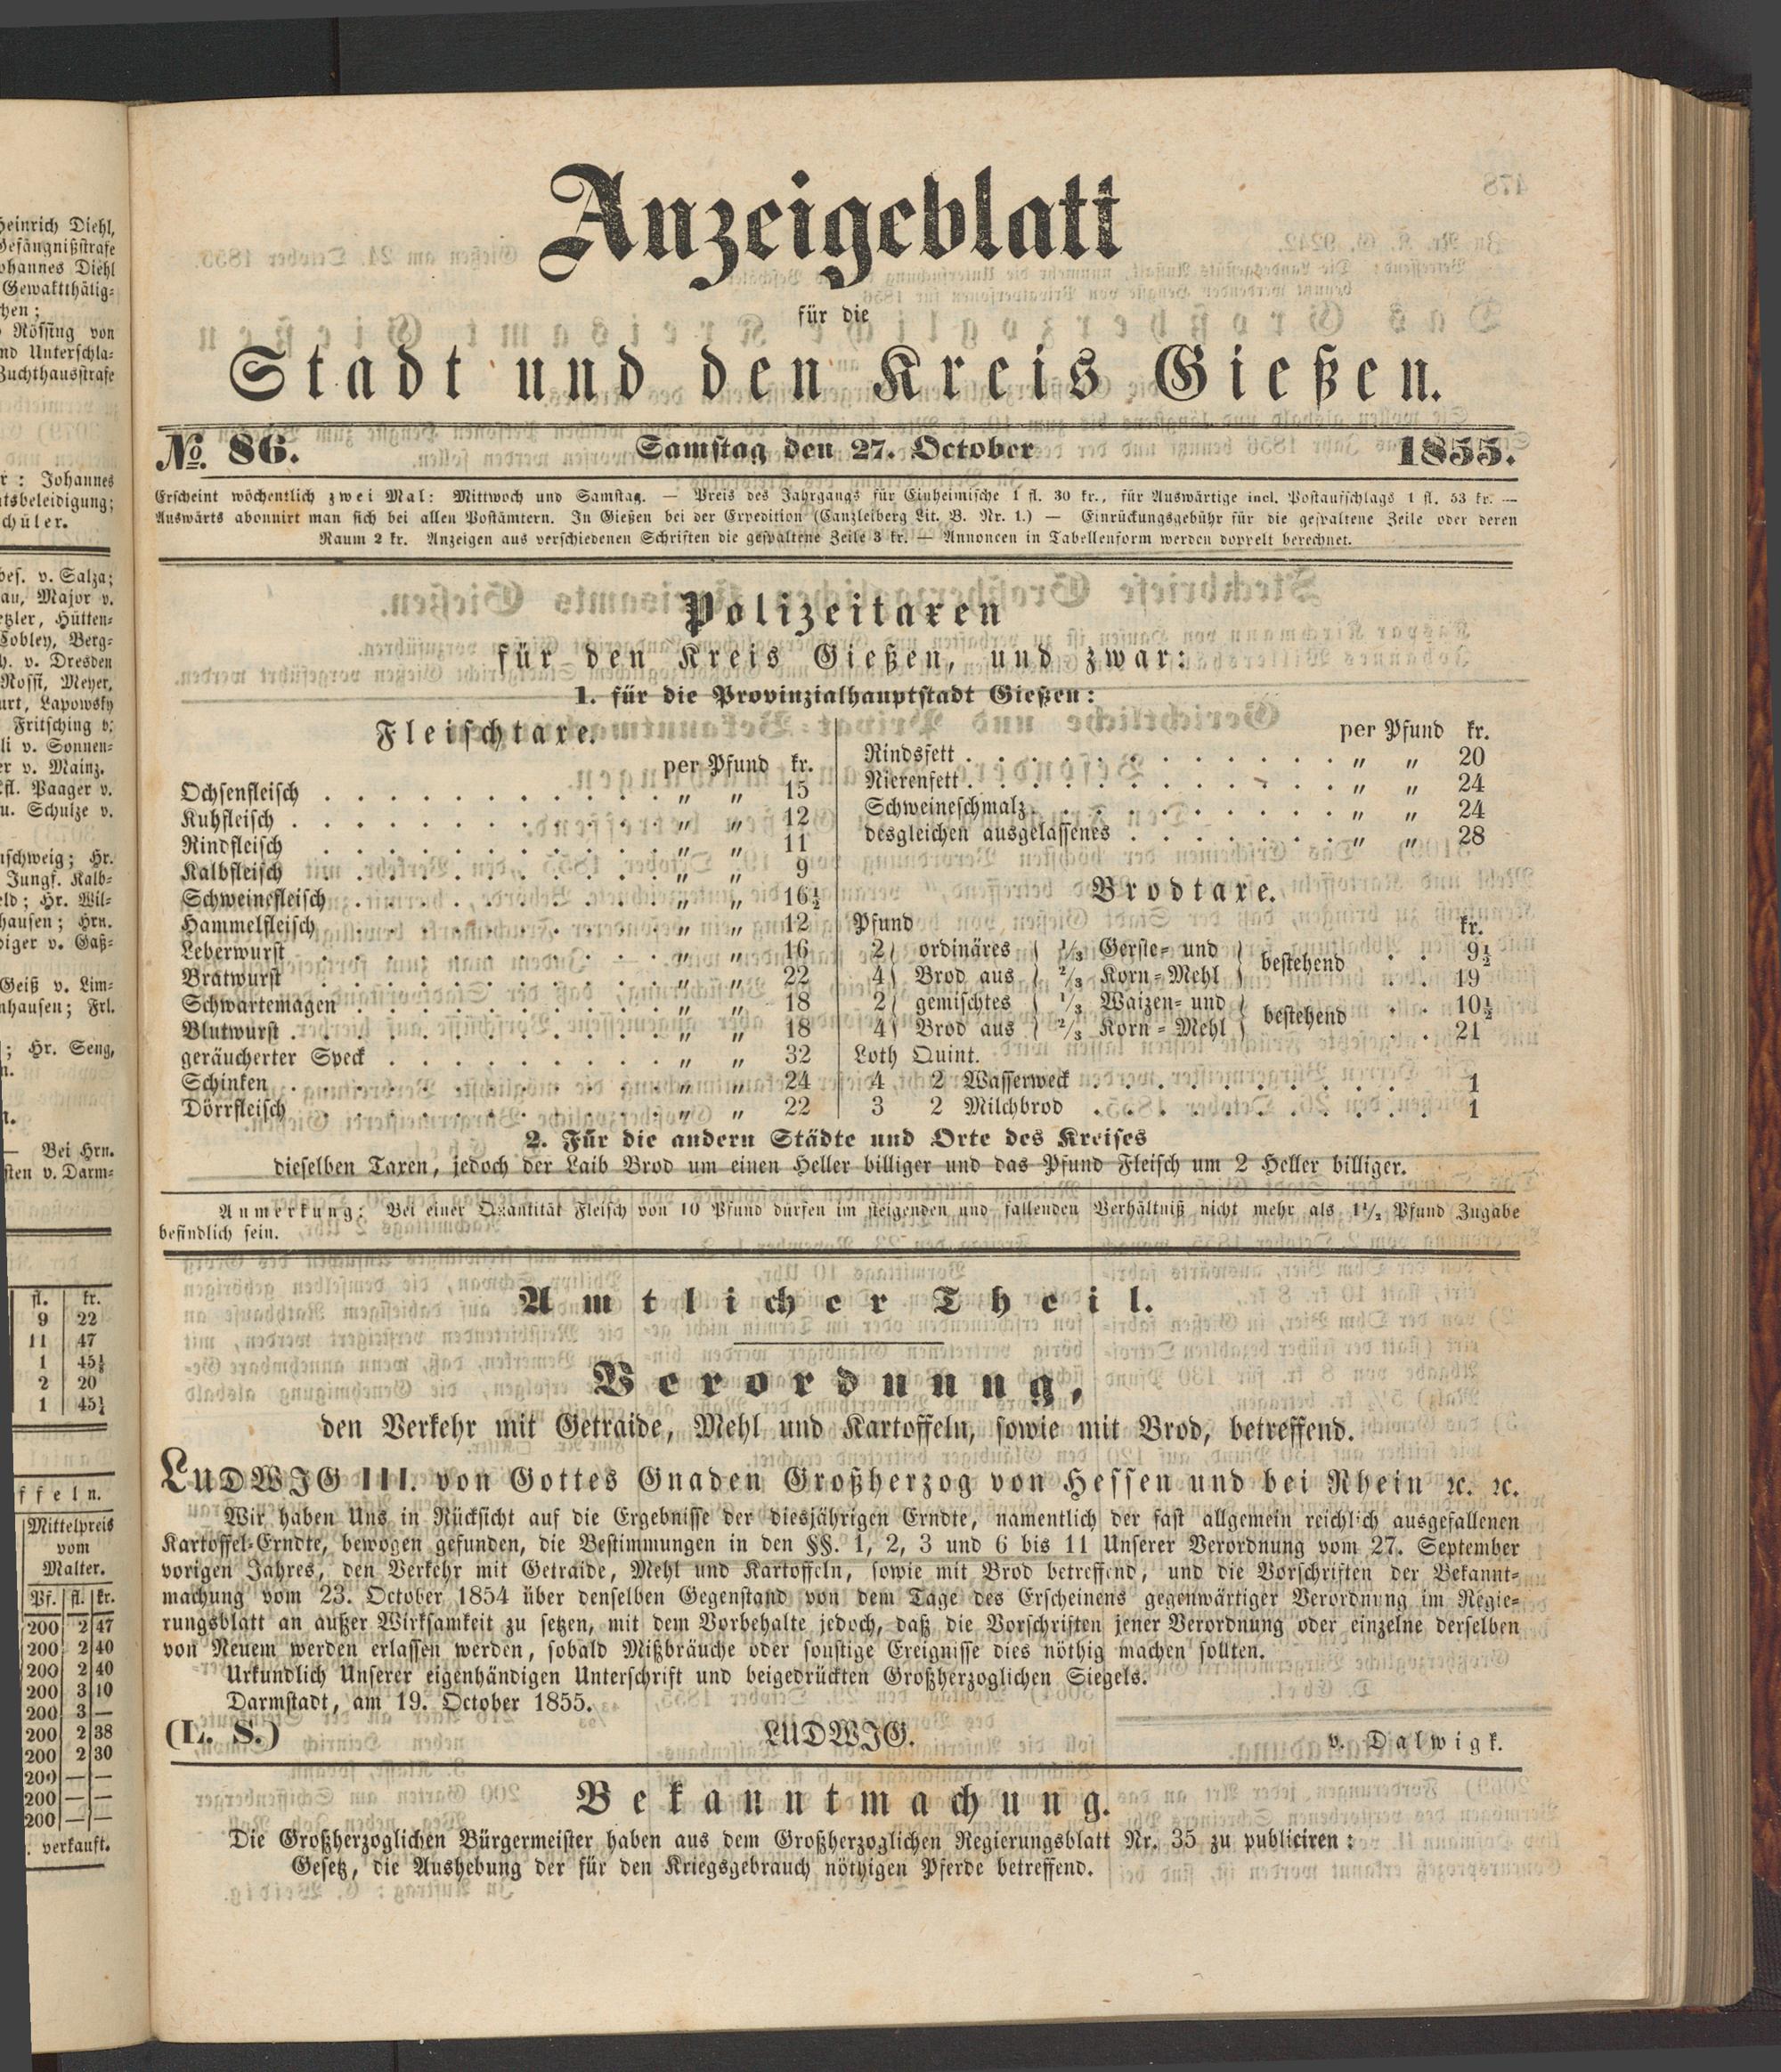 Anzeigeblatt
für die
Stadt und den Kreis Gießen.
№. 86. Samstag den 27. October 1855.
Erscheint wöchentlich zwei Mal: Mittwoch und Samstag. — Preis des Jahrgangs für Einheimische 1 fl. 30 kr., für Auswärtige incl. Postaufschlags 1 fl. 53 kr. —
Auswärts abonnirt man sich bei allen Postämtern. In Gießen bei der Expedition (Canzleiberg Lit. B. Nr. 1.) — Einrückungsgebühr für die gespaltene Zeile oder deren
Raum 2 kr. Anzeigen aus verschiedenen Schriften die gespaltene Zeile 3 kr. — Annoncen in Tabellenform werden doppelt berechnet.
Polizeitaxen
für den Kreis Gießen, und zwar:
1. für die Provinzialhauptstadt Gießen:
Fleischtaxe.
per Pfund kr.
Ochsenfleisch . . . . . . . . . . . „ „ 15
Kuhfleisch . . . . . . . . . . . „ „ 12
Rindfleisch . . . . . . . . . . . „ „ 11
Kalbfleisch . . . . . . . . . . . „ „ 9
Schweinefleisch . . . . . . . . . . „ „ 16½
Hammelfleisch . . . . . . . . . . „ „ 12
Leberwurst . . . . . . . . . . . „ „ 16
Bratwurst . . . . . . . . . . . „ „ 22
Schwartemagen . . . . . . . . . . „ „ 18
Blutwurst . . . . . . . . . . . „ „ 18
geräucherter Speck . . . . . . . . . „ „ 32
Schinken . . . . . . . . . . . „ „ 24
Dörrfleisch . . . . . . . . . . . „ „ 22
per Pfund kr.
Rindsfett . . . . . . . . . . . „ „ 20
Nierenfett . . . . . . . . . . . „ „ 24
Schweineschmalz . . . . . . . . . . „ „ 24
desgleichen ausgelassenes . . . . . . . „ „ 28
Brodtaxe.
Pfund kr.
2) ordinäres ( ⅓ Gerste- und ) bestehend . . 9½
4) Brod aus ( ⅔ Korn-Mehl ) . . 19
2) gemischtes ( ⅓ Waizen- und ) bestehend . . 10½
4) Brod aus ( ⅔ Korn-Mehl ) . . 21
Loth Quint.
4 2 Wasserweck . . . . . . . . . . 1
3 2 Milchbrod . . . . . . . . . . 1
2. Für die andern Städte und Orte des Kreises
dieselben Taxen, jedoch der Laib Brod um einen Heller billiger und das Pfund Fleisch um 2 Heller billiger.
Anmerkung: Bei einer Quantität Fleisch von 10 Pfund dürfen im steigenden und fallenden Verhältniß nicht mehr als 1½ Pfund Zugabe
befindlich sein.
Amtlicher Theil.
Verordnung,
den Verkehr mit Getraide, Mehl und Kartoffeln, sowie mit Brod, betreffend.
LUDWIG III. von Gottes Gnaden Großherzog von Hessen und bei Rhein ꝛc. ꝛc.
Wir haben Uns in Rücksicht auf die Ergebnisse der diesjährigen Erndte, namentlich der fast allgemein reichlich ausgefallenen
Kartoffel-Erndte, bewogen gefunden, die Bestimmungen in den §§. 1, 2, 3 und 6 bis 11 Unserer Verordnung vom 27. September
vorigen Jahres, den Verkehr mit Getraide, Mehl und Kartoffeln, sowie mit Brod betreffend, und die Vorschriften der Bekannt-
machung vom 23. October 1854 über denselben Gegenstand von dem Tage des Erscheinens gegenwärtiger Verordnung im Regie-
rungsblatt an außer Wirksamkeit zu setzen, mit dem Vorbehalte jedoch, daß die Vorschriften jener Verordnung oder einzelne derselben
von Neuem werden erlassen werden, sobald Mißbräuche oder sonstige Ereignisse dies nöthig machen sollten.
Urkundlich Unserer eigenhändigen Unterschrift und beigedrückten Großherzoglichen Siegels.
Darmstadt, am 19. October 1855.
(L. S.) LUDWIG. v. Dalwigk.
Bekanntmachung.
Die Großherzoglichen Bürgermeister haben aus dem Großherzoglichen Regierungsblatt Nr. 35 zu publiciren:
Gesetz, die Aushebung der für den Kriegsgebrauch nöthigen Pferde betreffend.